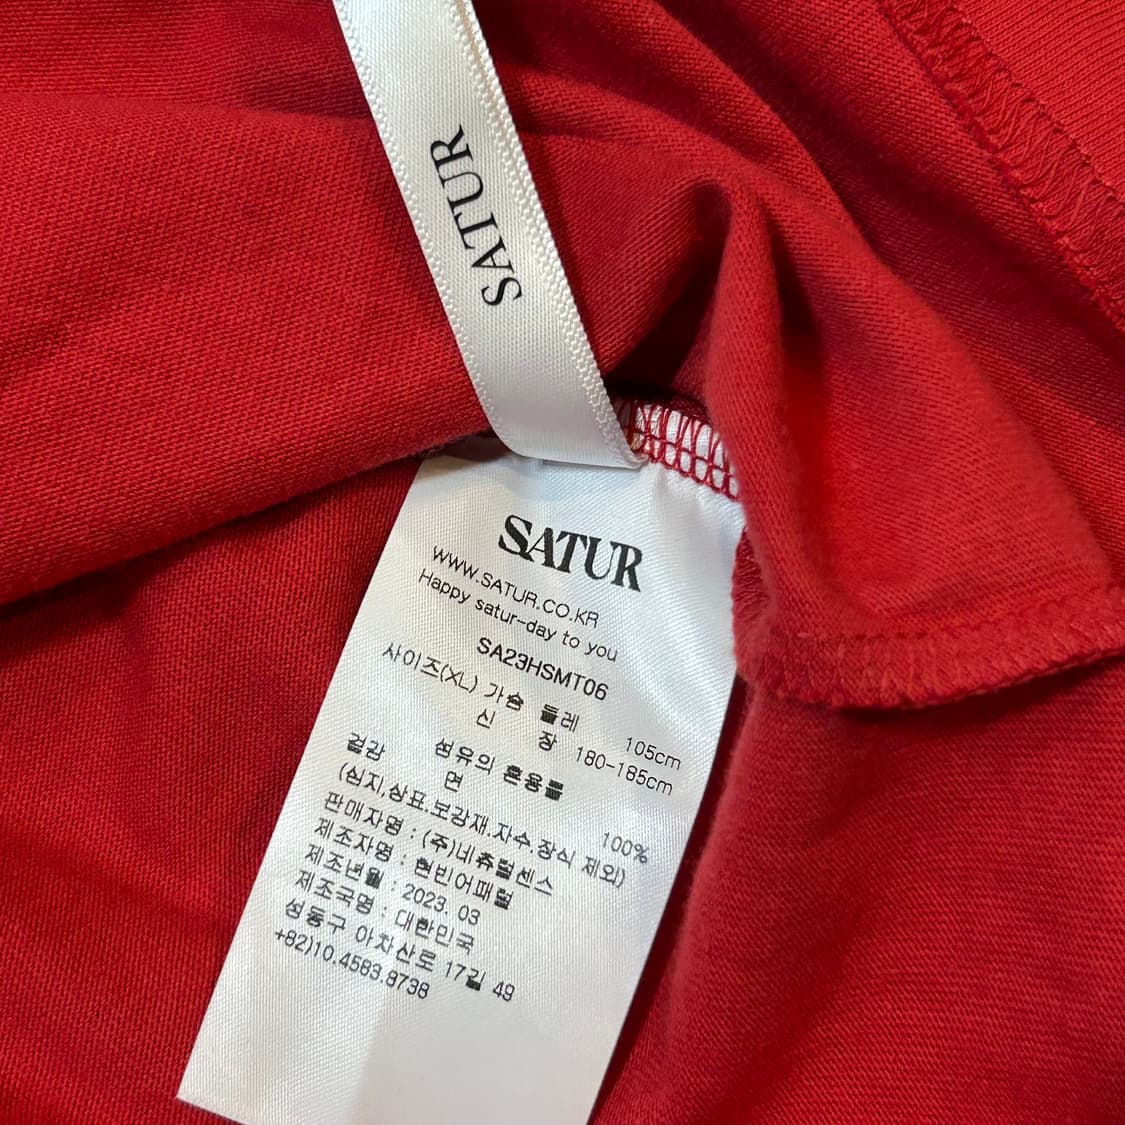 SATUR
SATUR
WWW.SATUR.CO.KR
Happy satur-day to you
SA23HSMT06
사이즈(XL) 가슴 둘레 105cm
신 장 180-185cm
섬유의 혼용률
겉감 면 100%
(심지,상표.보강재.자수.장식 제외)
판매자명 : (주)네츄럴센스
제조자명 : 현빈어패럴
제조년월 : 2023. 03
제조국명 : 대한민국
성동구 아차산로 17길 49
+82)10.4583.8738